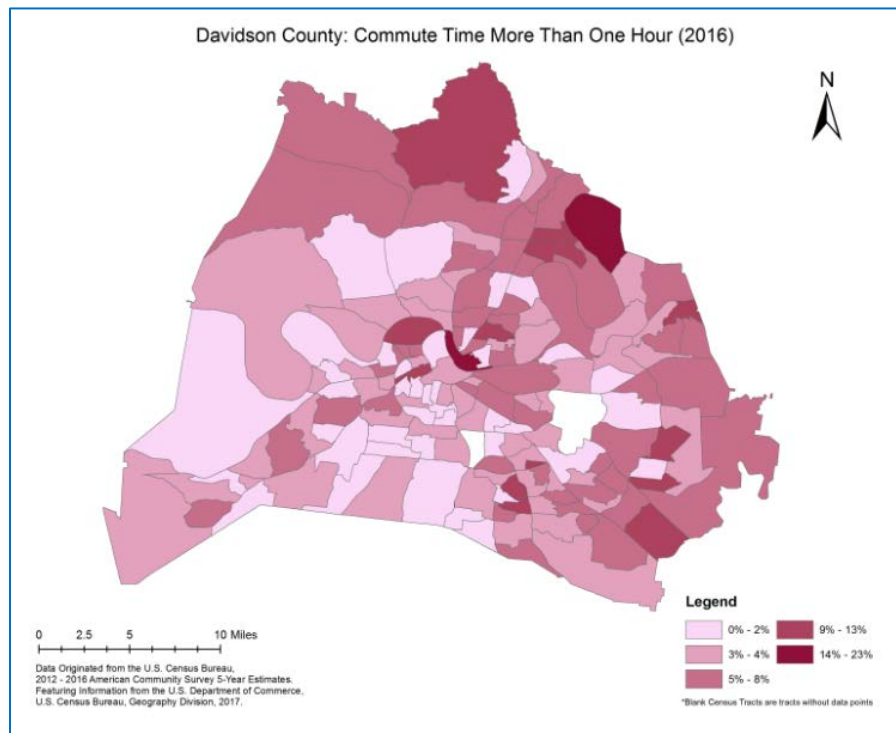 Davidson County: Commute Time More Than One Hour (2016)
N
0 2.5 5 10 Miles
Data Originated from the U.S. Census Bureau,
2012 - 2016 American Community Survey 5-Year Estimates.
Featuring Information from the U.S. Department of Commerce,
U.S. Census Bureau, Geography Division, 2017.
Legend
0% - 2% 9% - 13%
3% - 4% 14% - 23%
5% - 8%
*Blank Census Tracts are tracts without data points